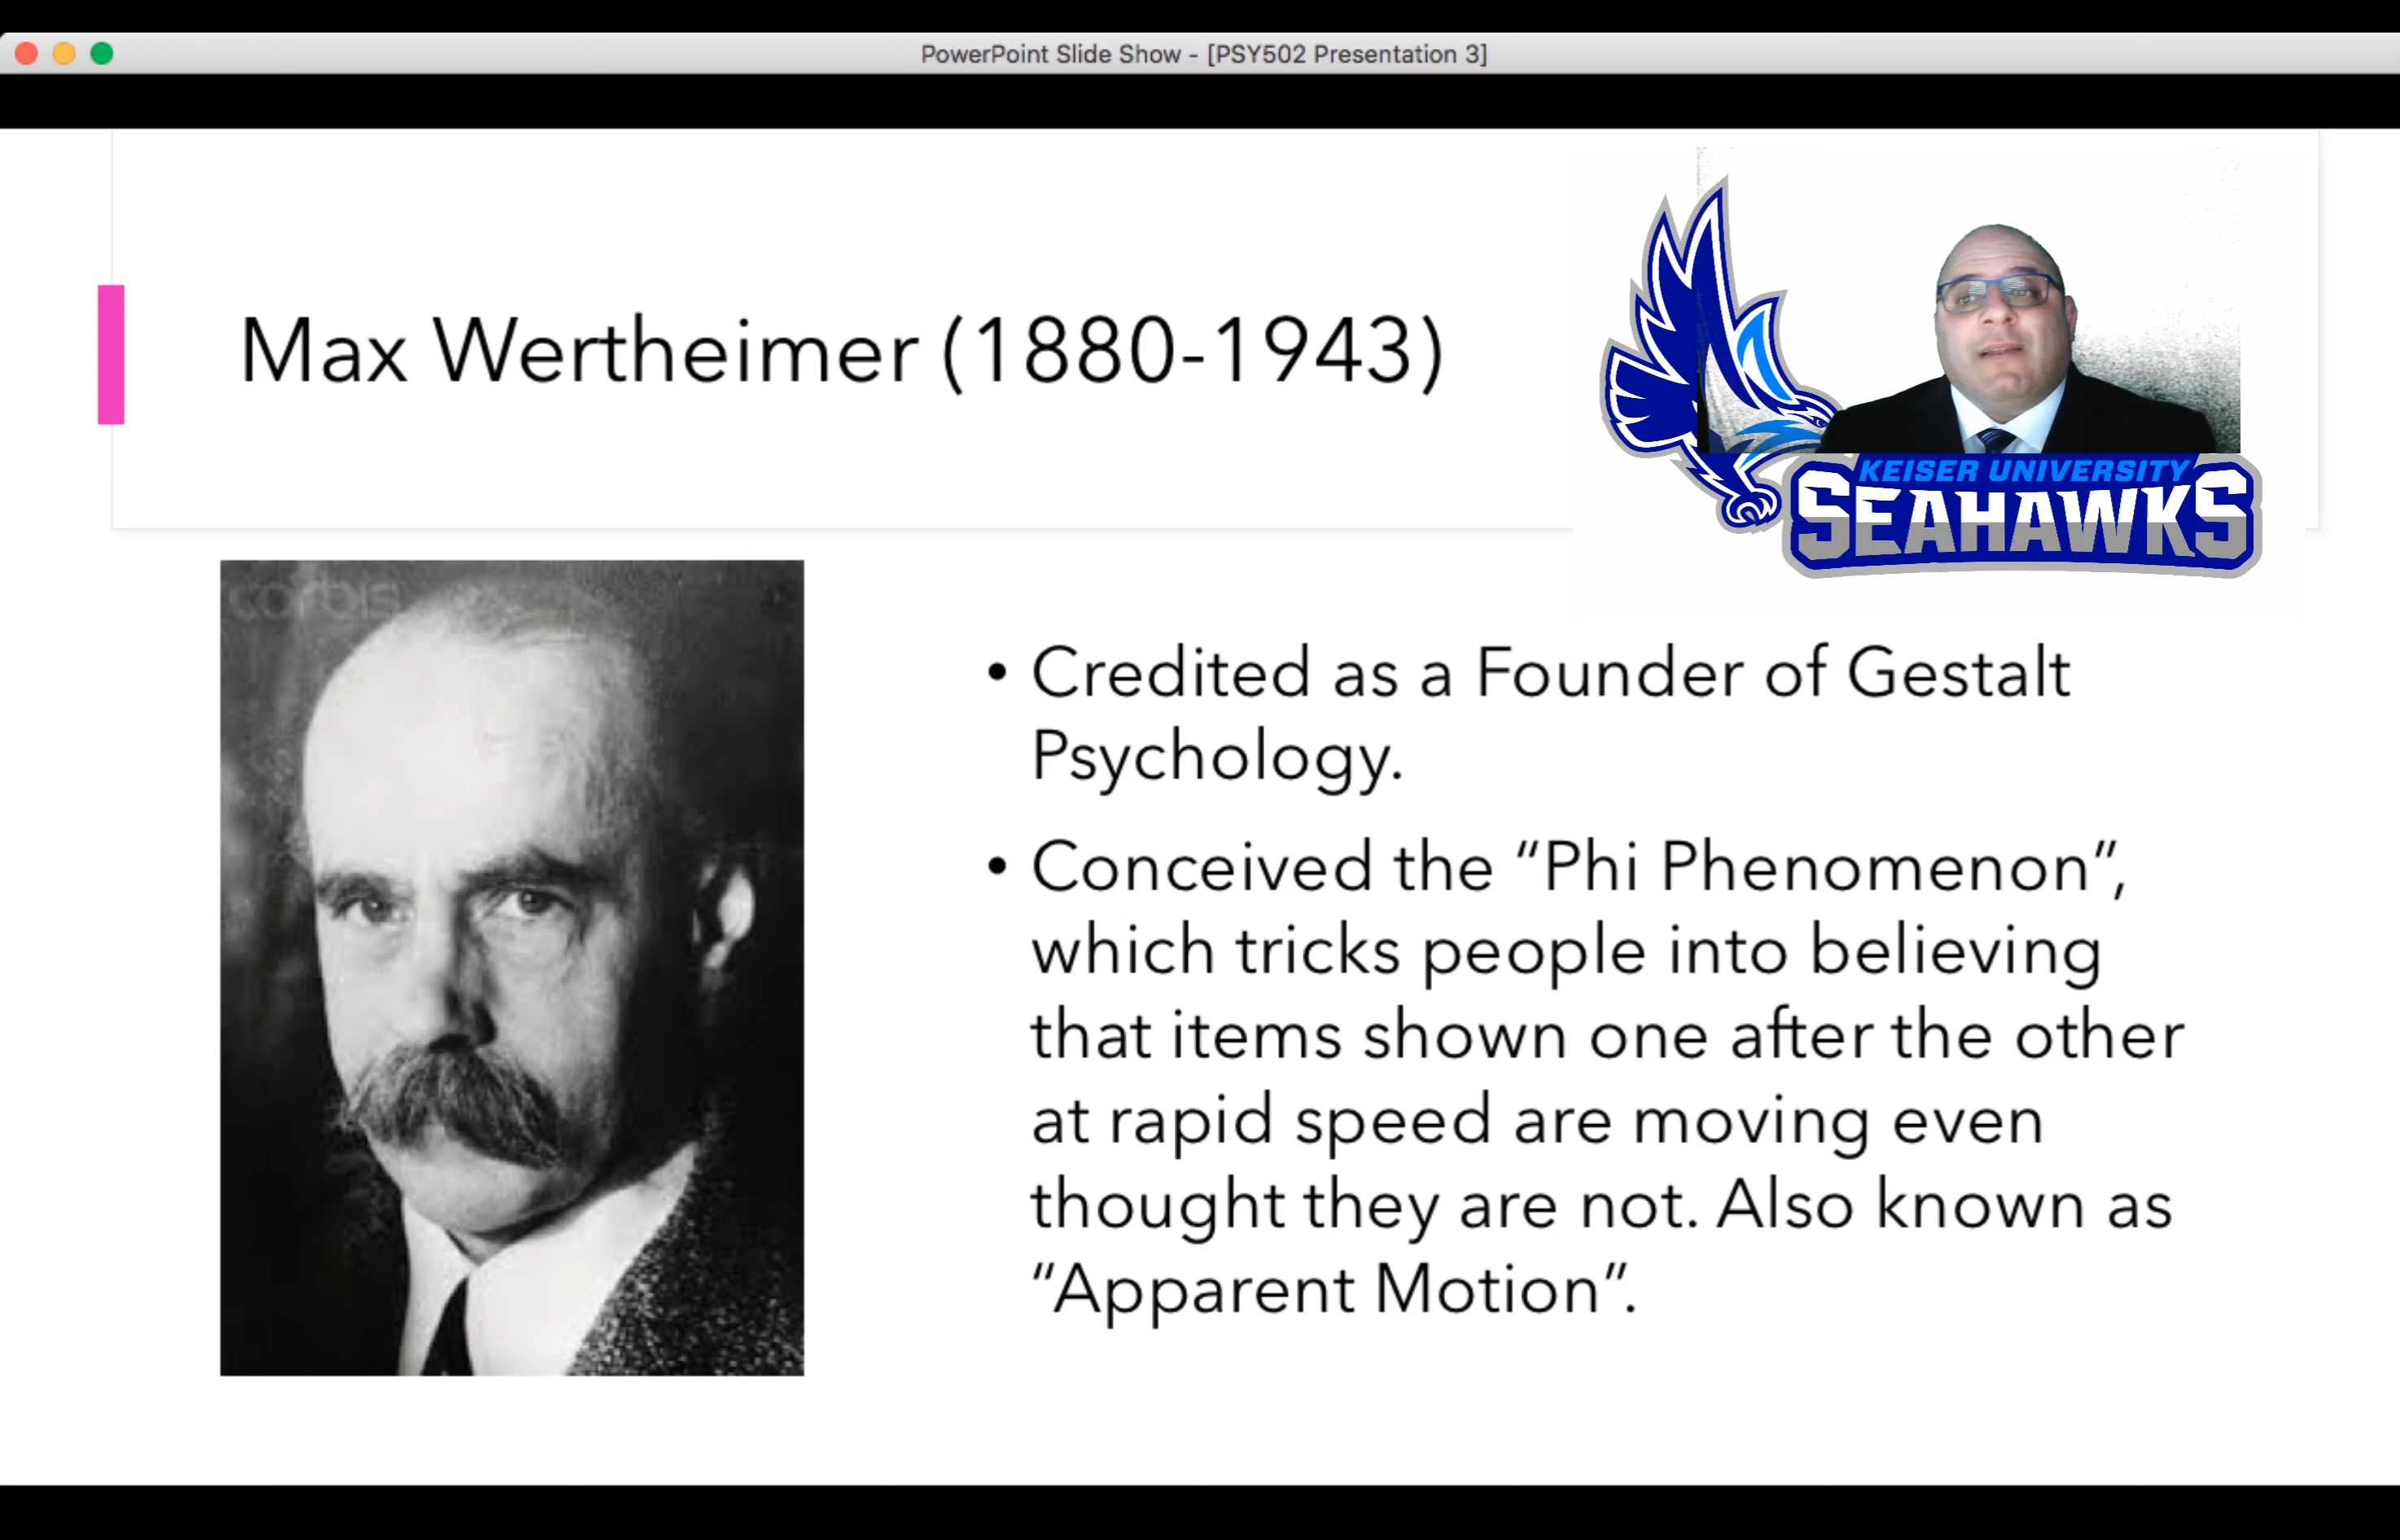 PowerPoint Slide Show - [PSY502 Presentation 3]
Max Wertheimer (1880-1943)
KEISER UNIVERSITY
SEAHAWKS
corbis
• Credited as a Founder of Gestalt
Psychology.
• Conceived the “Phi Phenomenon”,
which tricks people into believing
that items shown one after the other
at rapid speed are moving even
thought they are not. Also known as
“Apparent Motion”.